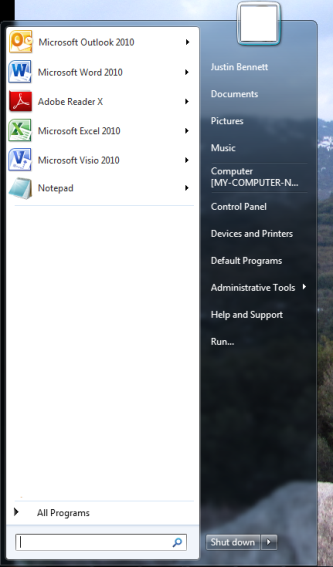 Microsoft Outlook 2010
Microsoft Word 2010
Adobe Reader X
Microsoft Excel 2010
Microsoft Visio 2010
Notepad
All Programs
Justin Bennett
Documents
Pictures
Music
Computer
[MY-COMPUTER-N...
Control Panel
Devices and Printers
Default Programs
Administrative Tools
Help and Support
Run...
Shut down